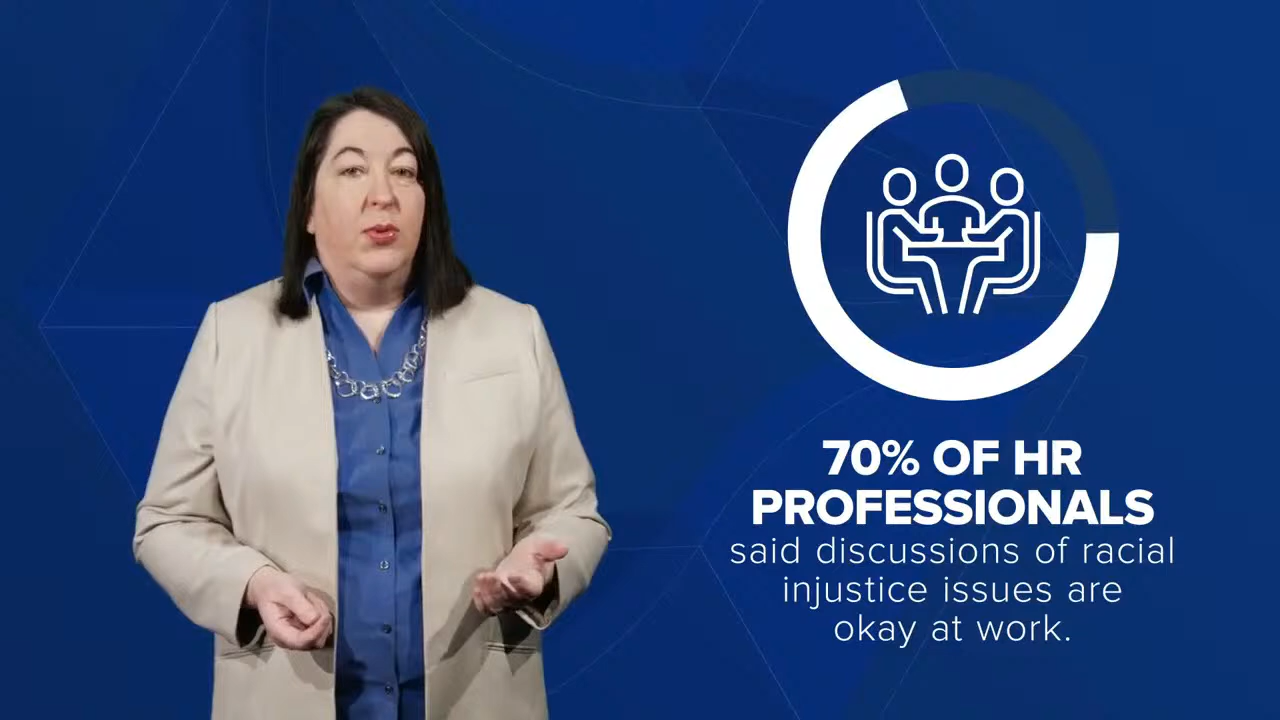 70% OF HR
PROFESSIONALS
said discussions of racial
injustice issues are
okay at work.